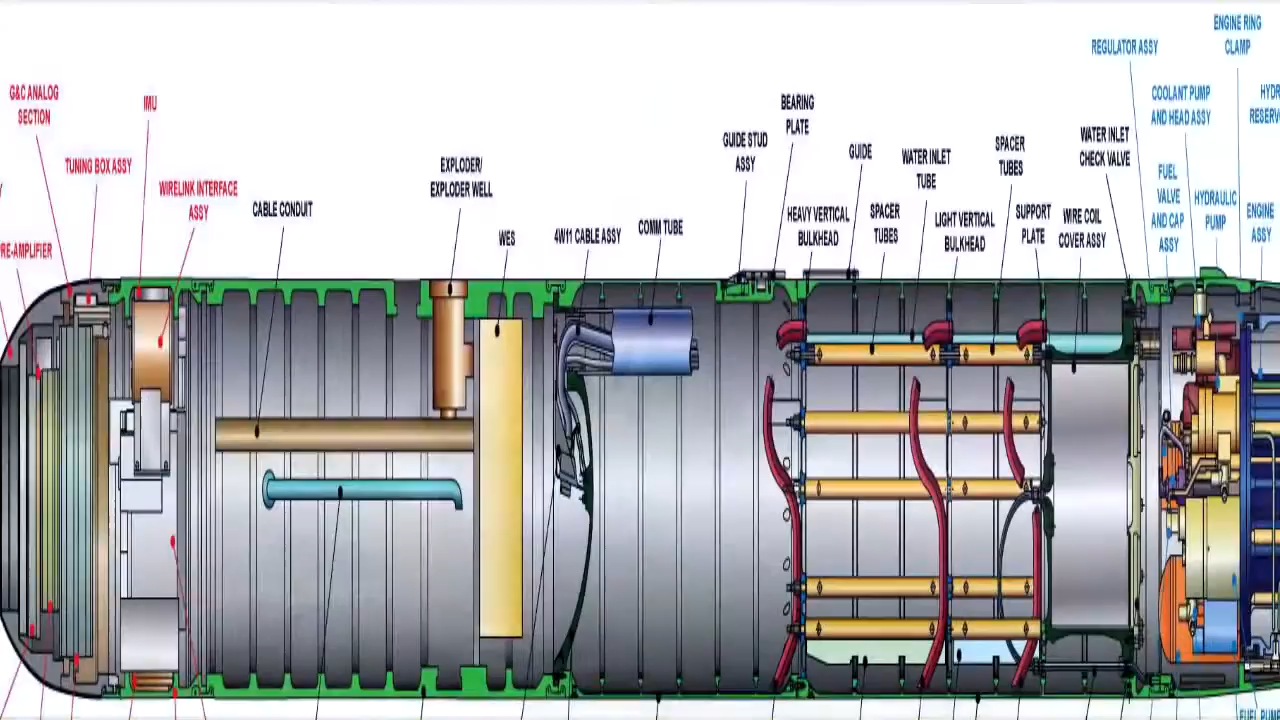 ENGINE RING
CLAMP
REGULATOR ASSY
G&C ANALOG
SECTION
IMU
BEARING
PLATE
COOLANT PUMP
AND HEAD ASSY
TUNING BOX ASSY
WIRELINK INTERFACE
ASSY
EXPLODER/
EXPLODER WELL
GUIDE STUD
ASSY
GUIDE
WATER INLET
TUBE
SPACER
TUBES
WATER INLET
CHECK VALVE
FUEL
VALVE
AND CAP
ASSY
HYDRAULIC
PUMP
ENGINE
ASSY
CABLE CONDUIT
WES
4W11 CABLE ASSY
COMM TUBE
HEAVY VERTICAL
BULKHEAD
SPACER
TUBES
LIGHT VERTICAL
BULKHEAD
SUPPORT
PLATE
WIRE COIL
COVER ASSY
RE-AMPLIFIER
FUEL PUMP